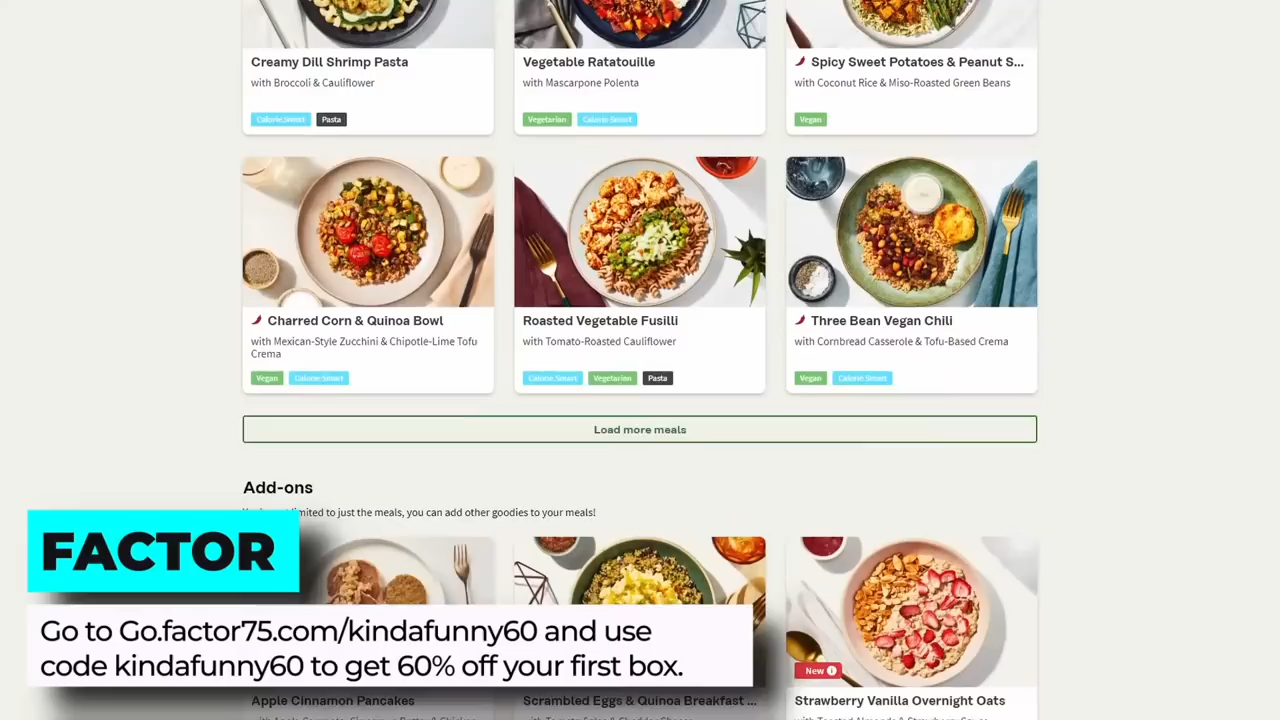 Creamy Dill Shrimp Pasta
with Broccoli & Cauliflower
Calorie Smart
Pasta
Vegetable Ratatouille
with Mascarpone Polenta
Vegetarian
Calorie Smart
Spicy Sweet Potatoes & Peanut S...
with Coconut Rice & Miso-Roasted Green Beans
Vegan
Charred Corn & Quinoa Bowl
with Mexican-Style Zucchini & Chipotle-Lime Tofu
Crema
Vegan
Calorie Smart
Roasted Vegetable Fusilli
with Tomato-Roasted Cauliflower
Calorie Smart
Vegetarian
Pasta
Three Bean Vegan Chili
with Cornbread Casserole & Tofu-Based Crema
Vegan
Calorie Smart
Load more meals
Add-ons
to just the meals, you can add other goodies to your meals!
FACTOR
Go to Go.factor75.com/kindafunny60 and use
code kindafunny60 to get 60% off your first box.
New
Apple Cinnamon Pancakes
Scrambled Eggs & Quinoa Breakfast ...
Strawberry Vanilla Overnight Oats